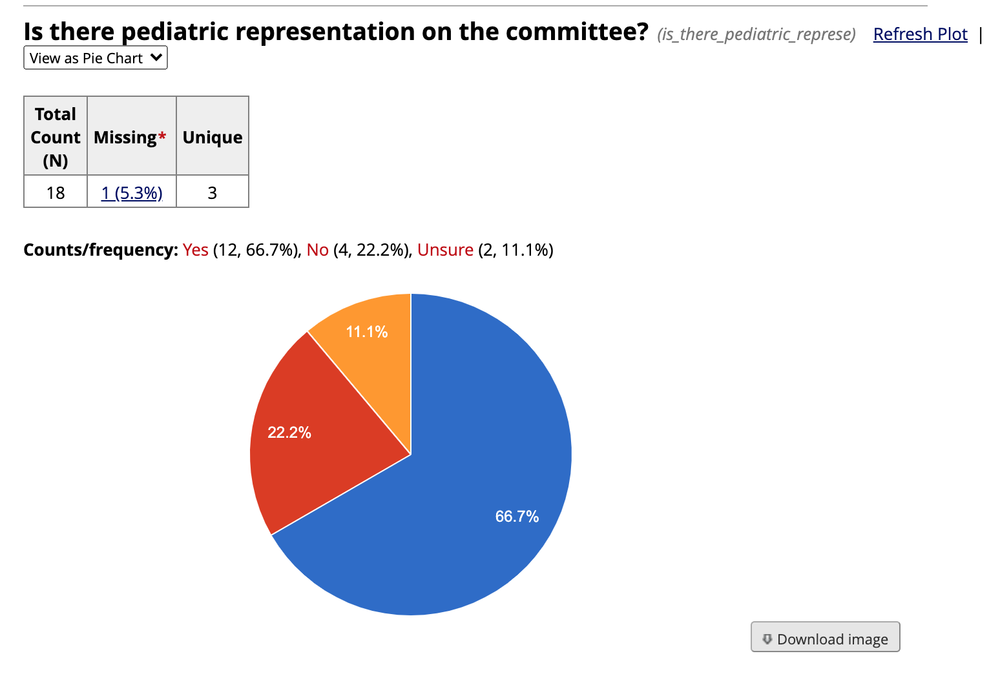 Is there pediatric representation on the committee? (is_there_pediatric_represe) Refresh Plot |
View as Pie Chart
Total Count (N) Missing* Unique
18 1 (5.3%) 3
Counts/frequency: Yes (12, 66.7%), No (4, 22.2%), Unsure (2, 11.1%)
11.1%
22.2%
66.7%
Download image